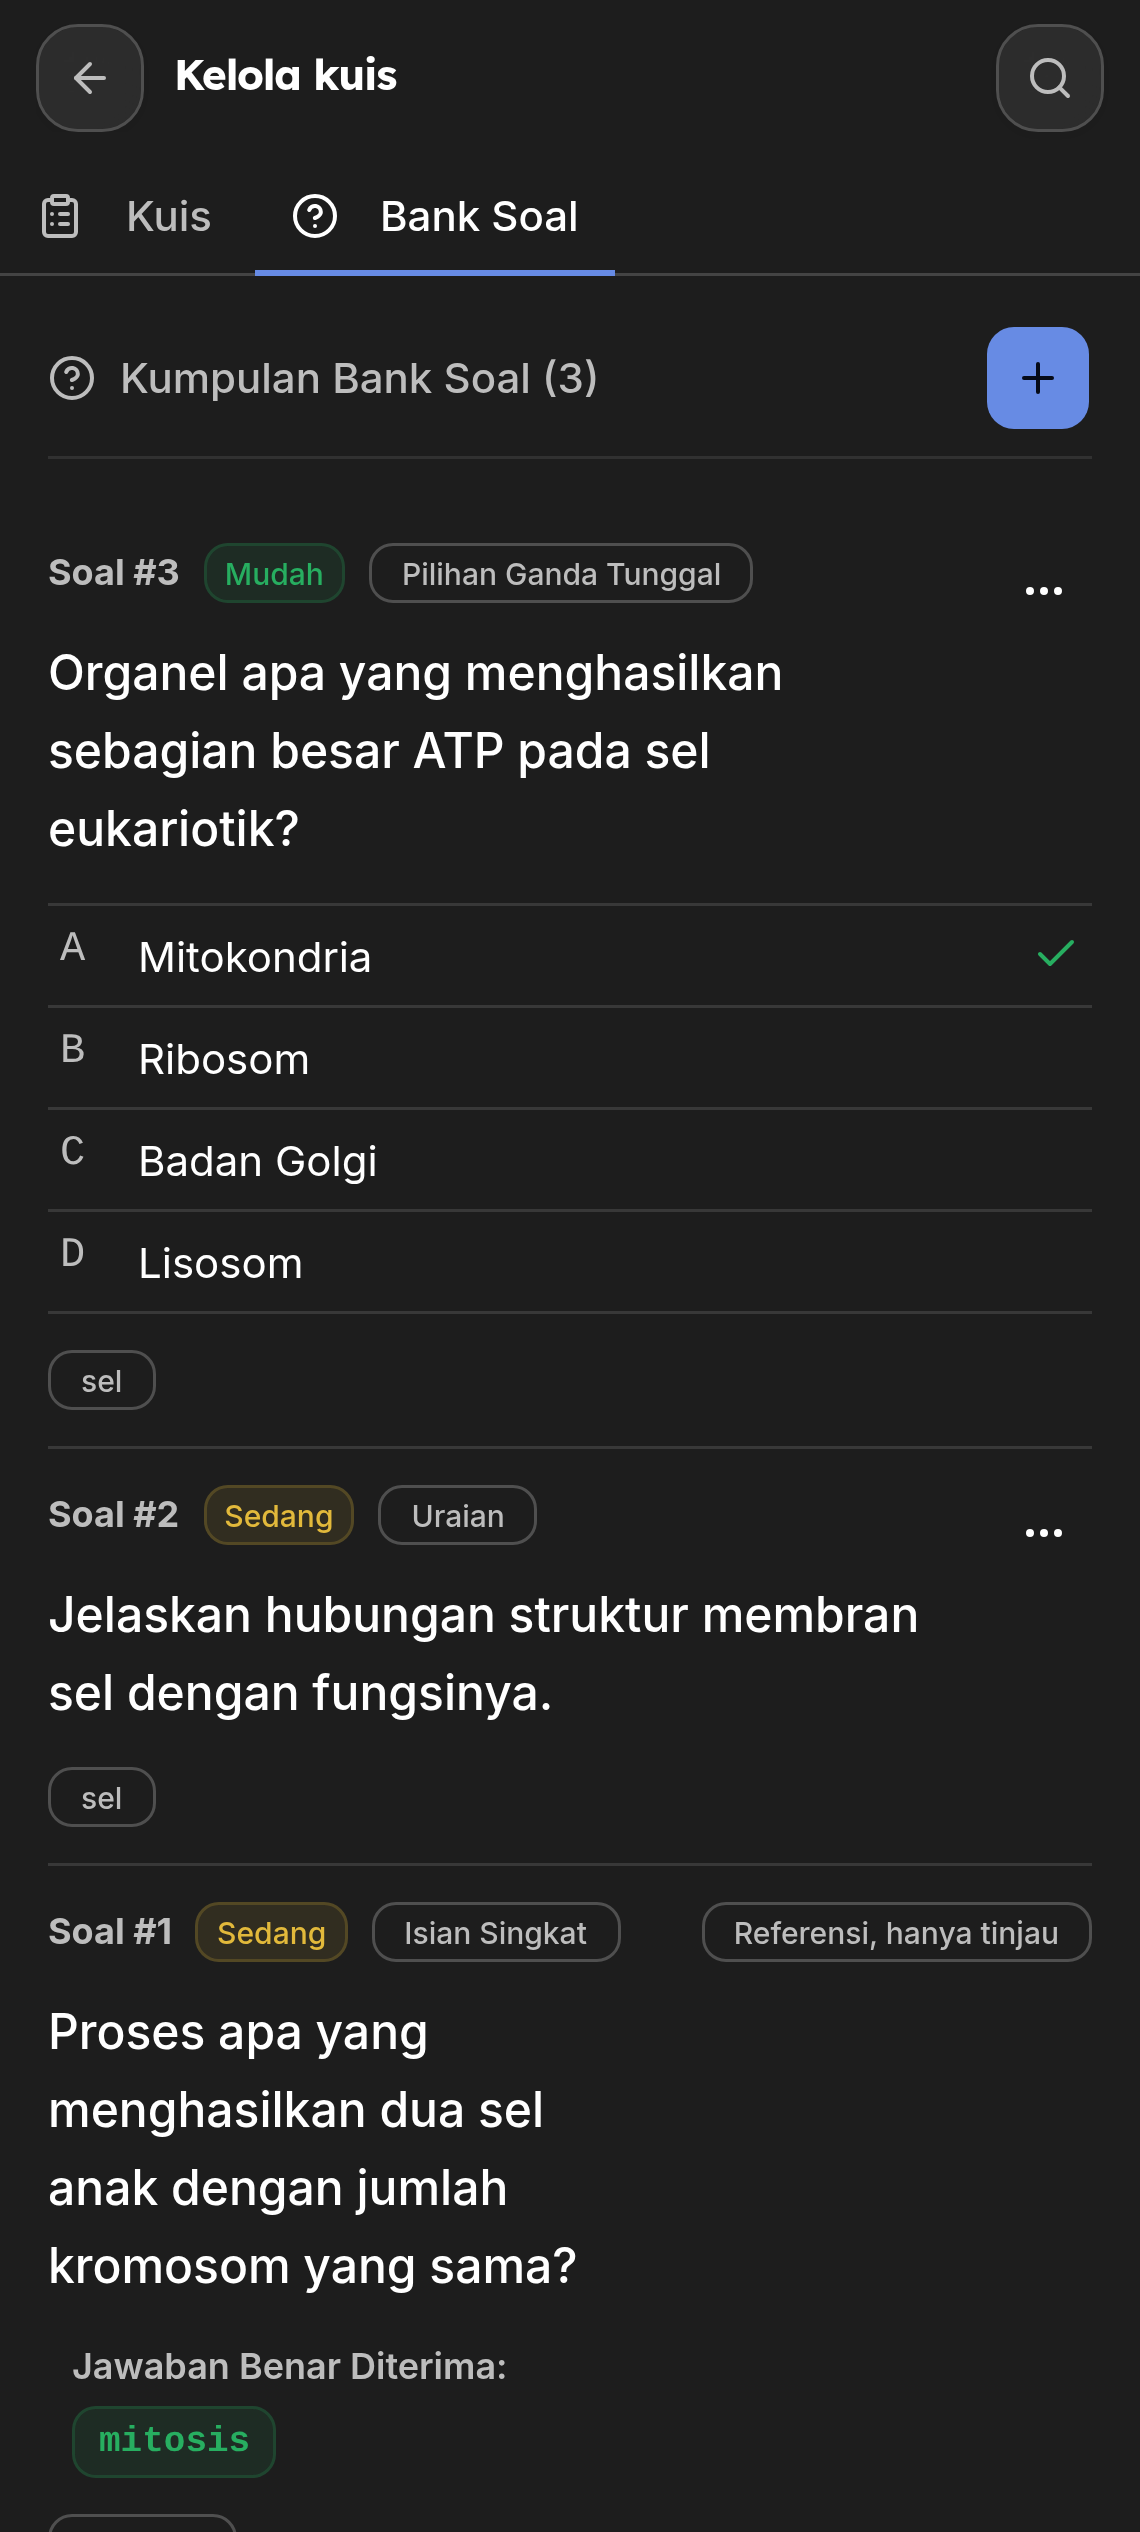 Kelola kuis
Kuis
Bank Soal
Kumpulan Bank Soal (3)
Soal #3 Mudah Pilihan Ganda Tunggal
Organel apa yang menghasilkan
sebagian besar ATP pada sel
eukariotik?
A Mitokondria
B Ribosom
C Badan Golgi
D Lisosom
sel
Soal #2 Sedang Uraian
Jelaskan hubungan struktur membran
sel dengan fungsinya.
sel
Soal #1 Sedang Isian Singkat Referensi, hanya tinjau
Proses apa yang
menghasilkan dua sel
anak dengan jumlah
kromosom yang sama?
Jawaban Benar Diterima:
mitosis